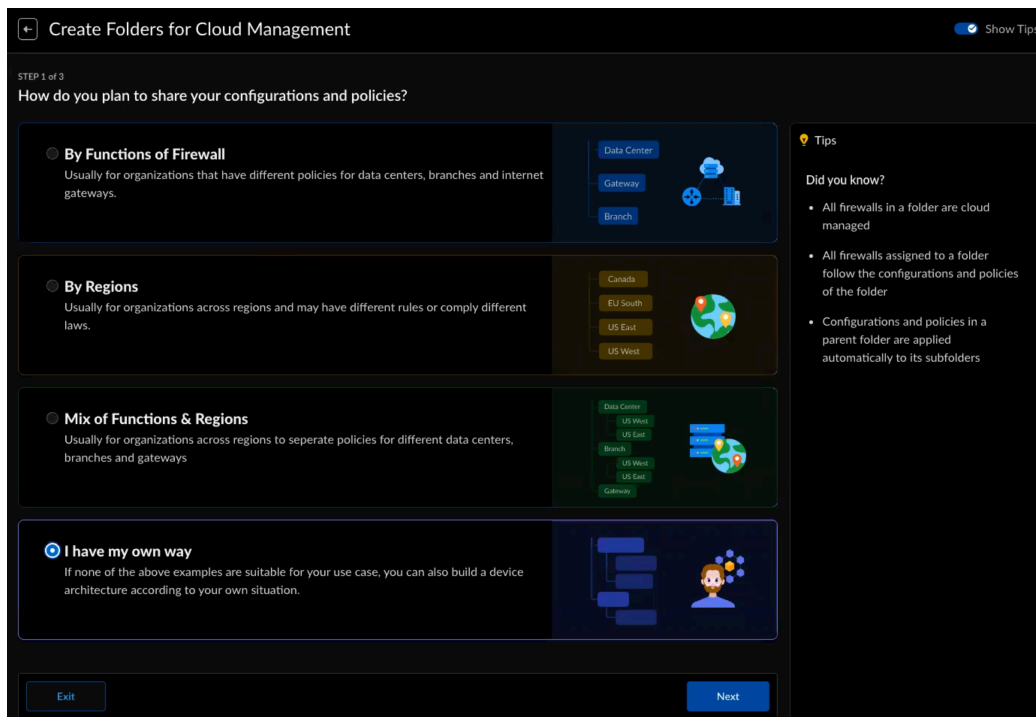 Create Folders for Cloud Management
Show Tips
STEP 1 of 3
How do you plan to share your configurations and policies?
By Functions of Firewall
Usually for organizations that have different policies for data centers, branches and internet
gateways.
Data Center
Gateway
Branch
By Regions
Usually for organizations across regions and may have different rules or comply different
laws.
Canada
EU South
US East
US West
Mix of Functions & Regions
Usually for organizations across regions to seperate policies for different data centers,
branches and gateways
Data Center
US West
US East
Branch
US West
US East
Gateway
I have my own way
If none of the above examples are suitable for your use case, you can also build a device
architecture according to your own situation.
Tips
Did you know?
• All firewalls in a folder are cloud
managed
• All firewalls assigned to a folder
follow the configurations and policies
of the folder
• Configurations and policies in a
parent folder are applied
automatically to its subfolders
Exit
Next